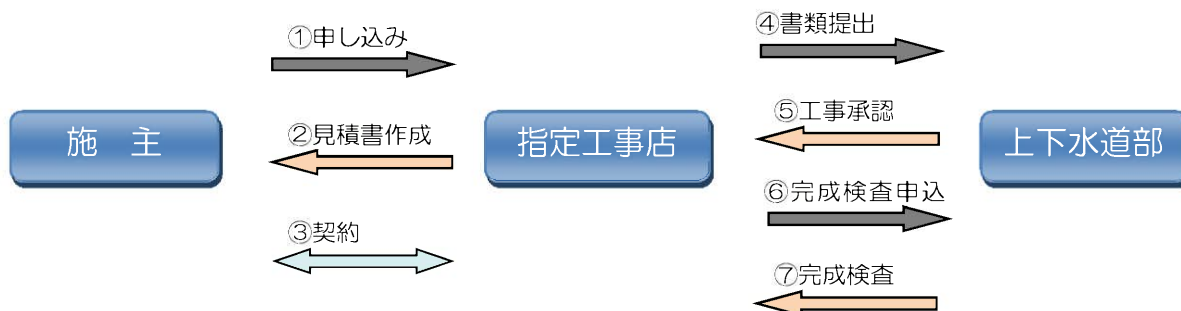 ①申し込み
④書類提出
施　主
②見積書作成
指定工事店
⑤工事承認
上下水道部
⑥完成検査申込
③契約
⑦完成検査